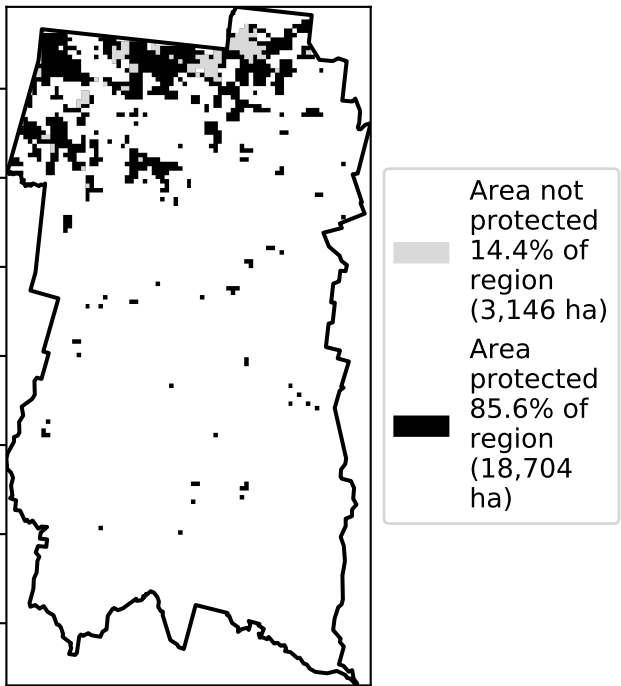 Area not
protected
14.4% of
region
(3,146 ha)
Area
protected
85.6% of
region
(18,704
ha)